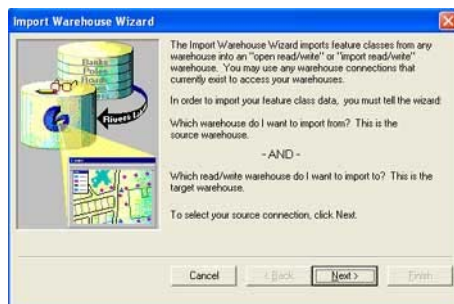 Import Warehouse Wizard
The Import Warehouse Wizard imports feature classes from any
warehouse into an "open read/write" or "import read/write"
warehouse. You may use any warehouse connections that
currently exist to access your warehouses.
In order to import your feature class data, you must tell the wizard:
Which warehouse do I want to import from? This is the
source warehouse.
- AND -
Which read/write warehouse do I want to import to? This is the
target warehouse.
To select your source connection, click Next.
Banks
Poles
Roads
Rivers
Cancel
< Back
Next >
Finish